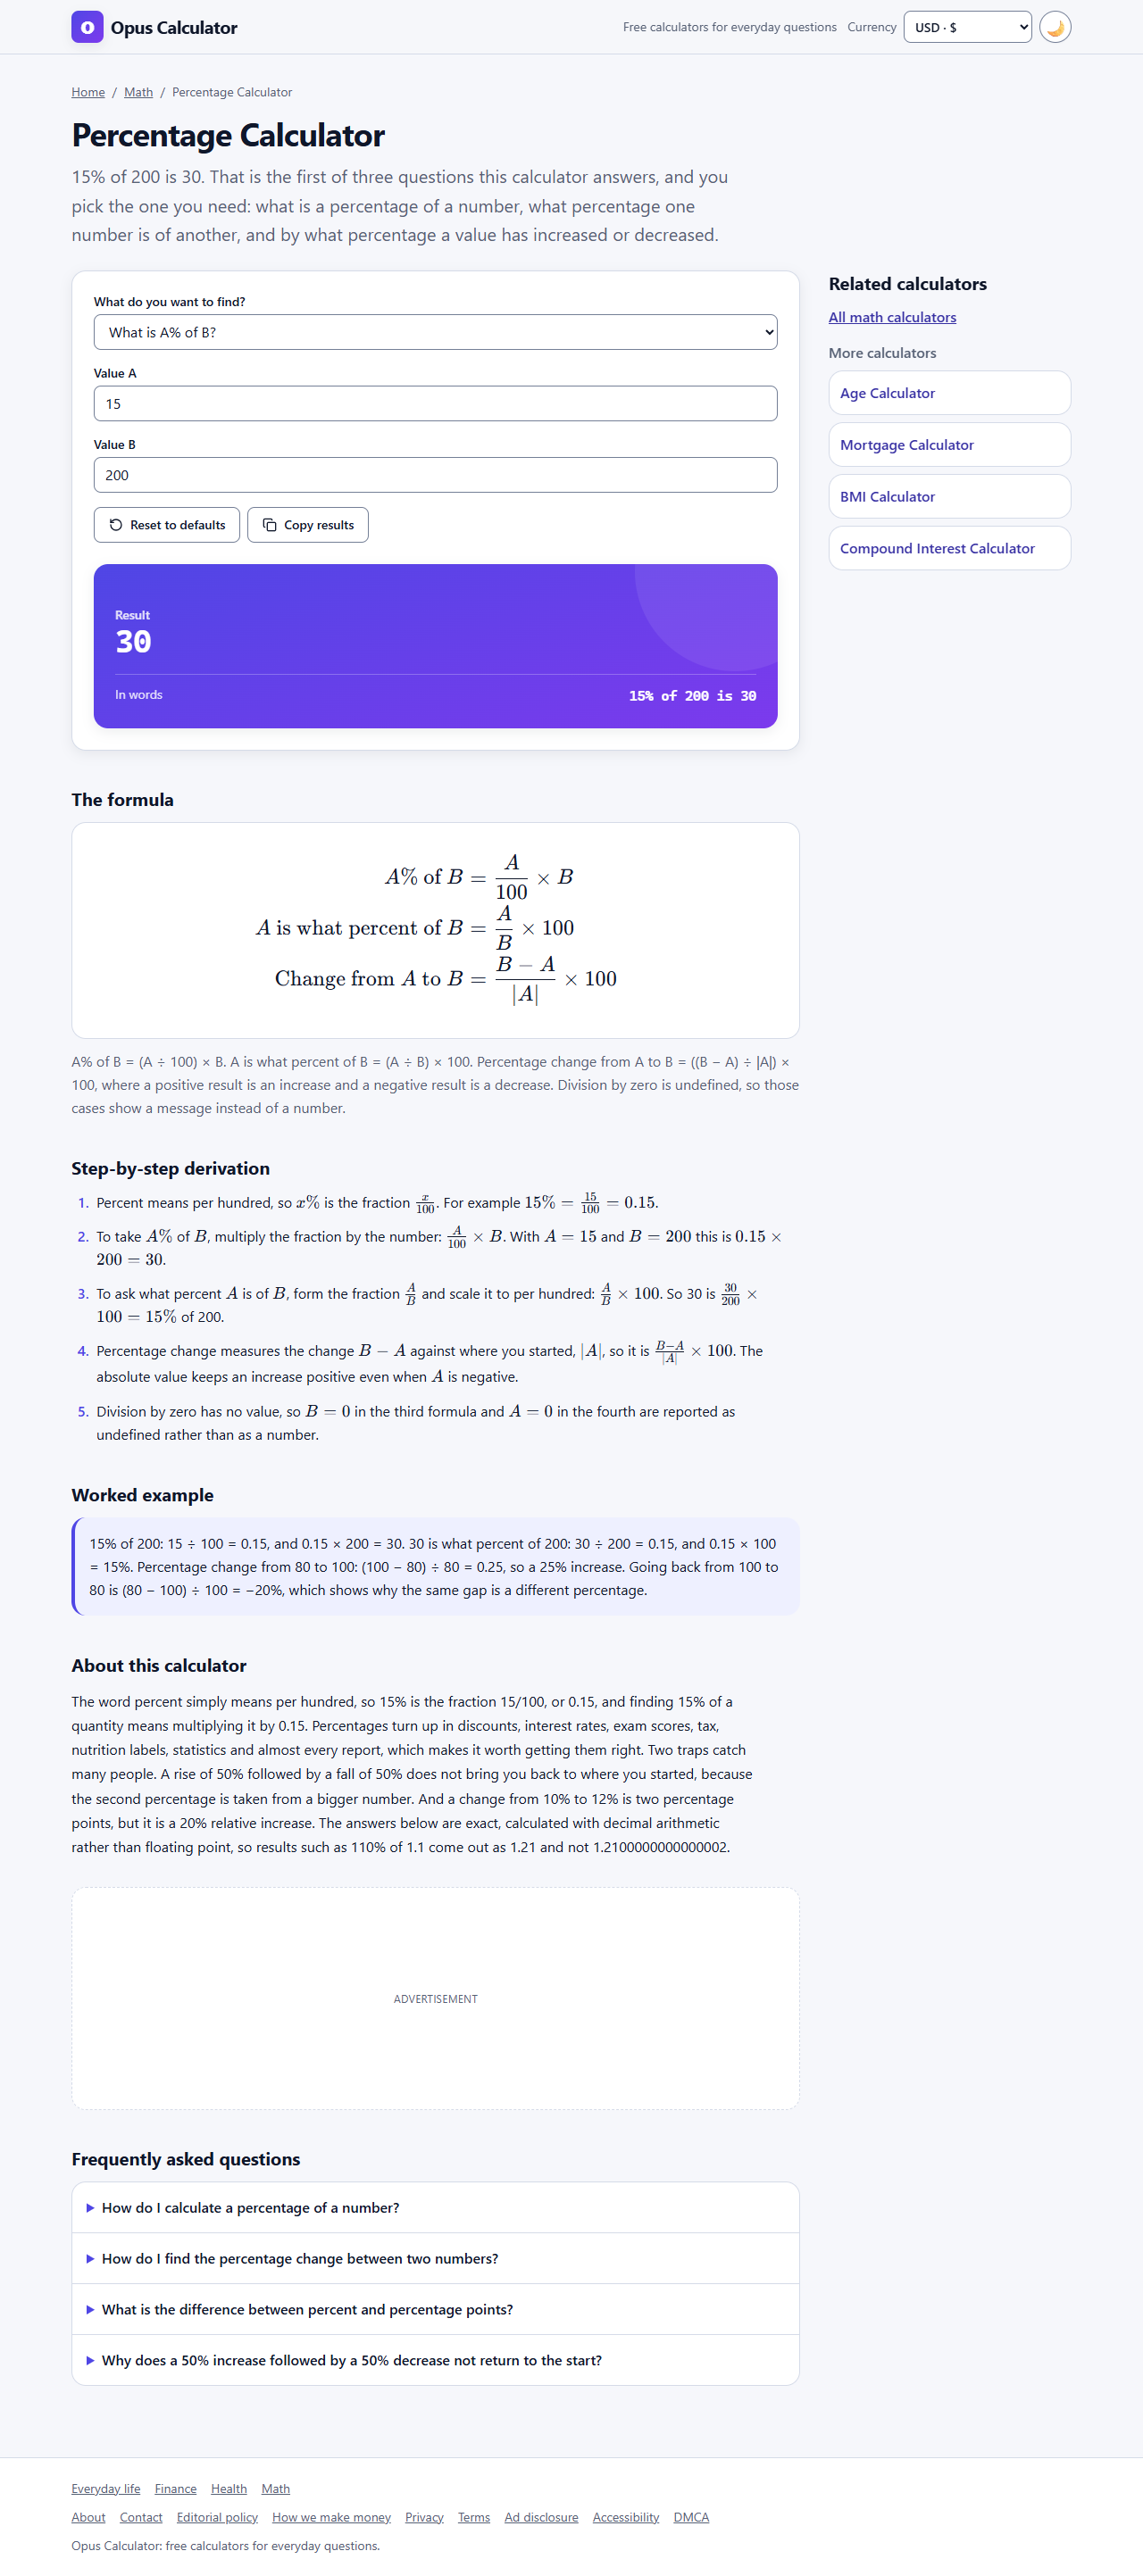 Opus Calculator
Free calculators for everyday questions
Currency
USD · $
Home / Math / Percentage Calculator
Percentage Calculator
15% of 200 is 30. That is the first of three questions this calculator answers, and you
pick the one you need: what is a percentage of a number, what percentage one
number is of another, and by what percentage a value has increased or decreased.
What do you want to find?
What is A% of B?
Value A
15
Value B
200
Reset to defaults
Copy results
Result
30
In words
15% of 200 is 30
Related calculators
All math calculators
More calculators
Age Calculator
Mortgage Calculator
BMI Calculator
Compound Interest Calculator
The formula
A% of B = A/100 × B
A is what percent of B = A/B × 100
Change from A to B = B − A/|A| × 100
A% of B = (A ÷ 100) × B. A is what percent of B = (A ÷ B) × 100. Percentage change from A to B = ((B − A) ÷ |A|) ×
100, where a positive result is an increase and a negative result is a decrease. Division by zero is undefined, so those
cases show a message instead of a number.
Step-by-step derivation
1. Percent means per hundred, so x% is the fraction x/100. For example 15% = 15/100 = 0.15.
2. To take A% of B, multiply the fraction by the number: A/100 × B. With A = 15 and B = 200 this is 0.15 ×
200 = 30.
3. To ask what percent A is of B, form the fraction A/B and scale it to per hundred: A/B × 100. So 30 is 30/200 ×
100 = 15% of 200.
4. Percentage change measures the change B − A against where you started, |A|, so it is B−A/|A| × 100. The
absolute value keeps an increase positive even when A is negative.
5. Division by zero has no value, so B = 0 in the third formula and A = 0 in the fourth are reported as
undefined rather than as a number.
Worked example
15% of 200: 15 ÷ 100 = 0.15, and 0.15 × 200 = 30. 30 is what percent of 200: 30 ÷ 200 = 0.15, and 0.15 × 100
= 15%. Percentage change from 80 to 100: (100 − 80) ÷ 80 = 0.25, so a 25% increase. Going back from 100 to
80 is (80 − 100) ÷ 100 = −20%, which shows why the same gap is a different percentage.
About this calculator
The word percent simply means per hundred, so 15% is the fraction 15/100, or 0.15, and finding 15% of a
quantity means multiplying it by 0.15. Percentages turn up in discounts, interest rates, exam scores, tax,
nutrition labels, statistics and almost every report, which makes it worth getting them right. Two traps catch
many people. A rise of 50% followed by a fall of 50% does not bring you back to where you started, because
the second percentage is taken from a bigger number. And a change from 10% to 12% is two percentage
points, but it is a 20% relative increase. The answers below are exact, calculated with decimal arithmetic
rather than floating point, so results such as 110% of 1.1 come out as 1.21 and not 1.2100000000000002.
ADVERTISEMENT
Frequently asked questions
How do I calculate a percentage of a number?
How do I find the percentage change between two numbers?
What is the difference between percent and percentage points?
Why does a 50% increase followed by a 50% decrease not return to the start?
Everyday life Finance Health Math
About Contact Editorial policy How we make money Privacy Terms Ad disclosure Accessibility DMCA
Opus Calculator: free calculators for everyday questions.